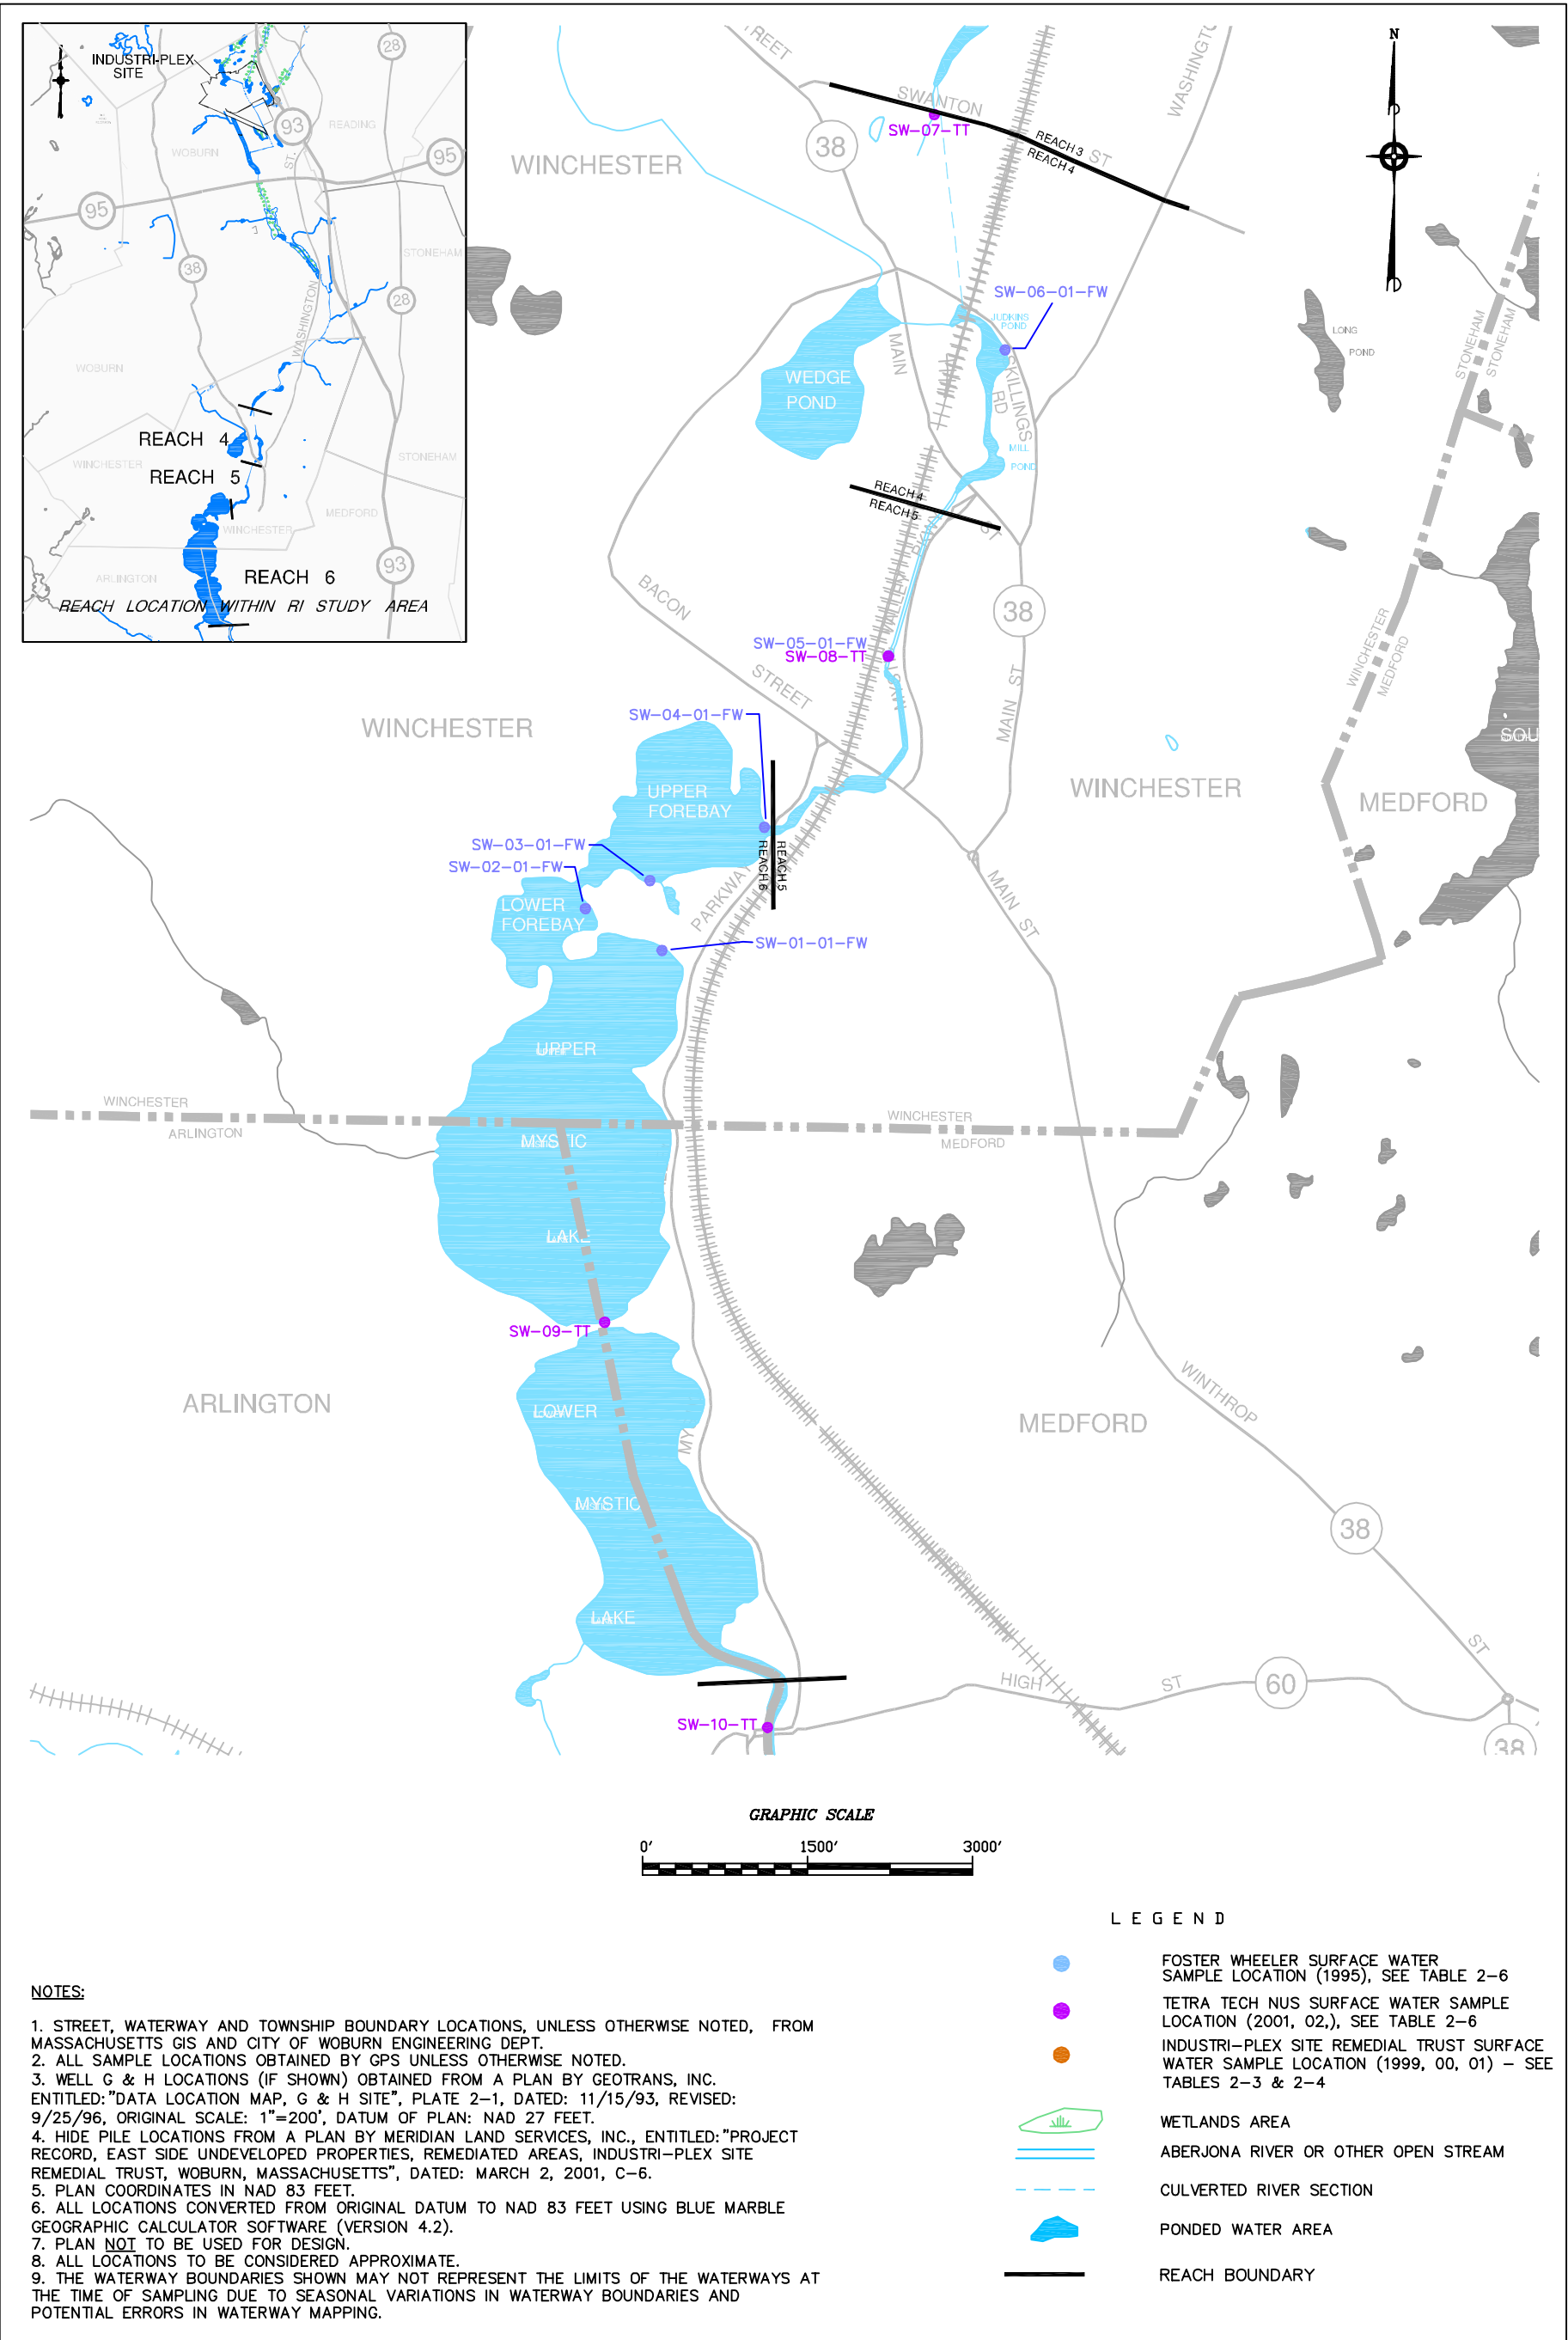 INDUSTRI-PLEX
SITE
28
93
READING
WOBURN
ST.
95
95
STONEHAM
38
28
WASHINGTON
WOBURN
REACH 4
WINCHESTER
STONEHAM
REACH 5
MEDFORD
WINCHESTER
93
ARLINGTON
REACH 6
REACH LOCATION WITHIN RI STUDY AREA
N
SWANTON
ST
SW-07-TT
REACH 3
REACH 4
38
WINCHESTER
SW-06-01-FW
JUDKINS
POND
MAIN
SKILLINGS
RD
WEDGE
POND
MILL
POND
LONG
POND
STONEHAM
STONEHAM
REACH 4
REACH 5
ST
BACON
STREET
38
MAIN ST
SW-05-01-FW
SW-08-TT
WINCHESTER
MEDFORD
SW-04-01-FW
WINCHESTER
WINCHESTER
MEDFORD
SOU
UPPER
FOREBAY
REACH 5
REACH 6
SW-03-01-FW
SW-02-01-FW
LOWER
FOREBAY
SW-01-01-FW
MAIN ST
UPPER
WINCHESTER
ARLINGTON
WINCHESTER
MEDFORD
MYSTIC
LAKE
SW-09-TT
ARLINGTON
LOWER
MY
MEDFORD
WINTHROP
MYSTIC
38
LAKE
ST
HIGH
ST
60
SW-10-TT
38
GRAPHIC SCALE
0' 1500' 3000'
LEGEND
FOSTER WHEELER SURFACE WATER
SAMPLE LOCATION (1995), SEE TABLE 2-6
TETRA TECH NUS SURFACE WATER SAMPLE
LOCATION (2001, 02,), SEE TABLE 2-6
INDUSTRI-PLEX SITE REMEDIAL TRUST SURFACE
WATER SAMPLE LOCATION (1999, 00, 01) - SEE
TABLES 2-3 & 2-4
WETLANDS AREA
ABERJONA RIVER OR OTHER OPEN STREAM
CULVERTED RIVER SECTION
PONDED WATER AREA
REACH BOUNDARY
NOTES:
1. STREET, WATERWAY AND TOWNSHIP BOUNDARY LOCATIONS, UNLESS OTHERWISE NOTED, FROM
MASSACHUSETTS GIS AND CITY OF WOBURN ENGINEERING DEPT.
2. ALL SAMPLE LOCATIONS OBTAINED BY GPS UNLESS OTHERWISE NOTED.
3. WELL G & H LOCATIONS (IF SHOWN) OBTAINED FROM A PLAN BY GEOTRANS, INC.
ENTITLED:"DATA LOCATION MAP, G & H SITE", PLATE 2-1, DATED: 11/15/93, REVISED:
9/25/96, ORIGINAL SCALE: 1"=200', DATUM OF PLAN: NAD 27 FEET.
4. HIDE PILE LOCATIONS FROM A PLAN BY MERIDIAN LAND SERVICES, INC., ENTITLED:"PROJECT
RECORD, EAST SIDE UNDEVELOPED PROPERTIES, REMEDIATED AREAS, INDUSTRI-PLEX SITE
REMEDIAL TRUST, WOBURN, MASSACHUSETTS", DATED: MARCH 2, 2001, C-6.
5. PLAN COORDINATES IN NAD 83 FEET.
6. ALL LOCATIONS CONVERTED FROM ORIGINAL DATUM TO NAD 83 FEET USING BLUE MARBLE
GEOGRAPHIC CALCULATOR SOFTWARE (VERSION 4.2).
7. PLAN NOT TO BE USED FOR DESIGN.
8. ALL LOCATIONS TO BE CONSIDERED APPROXIMATE.
9. THE WATERWAY BOUNDARIES SHOWN MAY NOT REPRESENT THE LIMITS OF THE WATERWAYS AT
THE TIME OF SAMPLING DUE TO SEASONAL VARIATIONS IN WATERWAY BOUNDARIES AND
POTENTIAL ERRORS IN WATERWAY MAPPING.